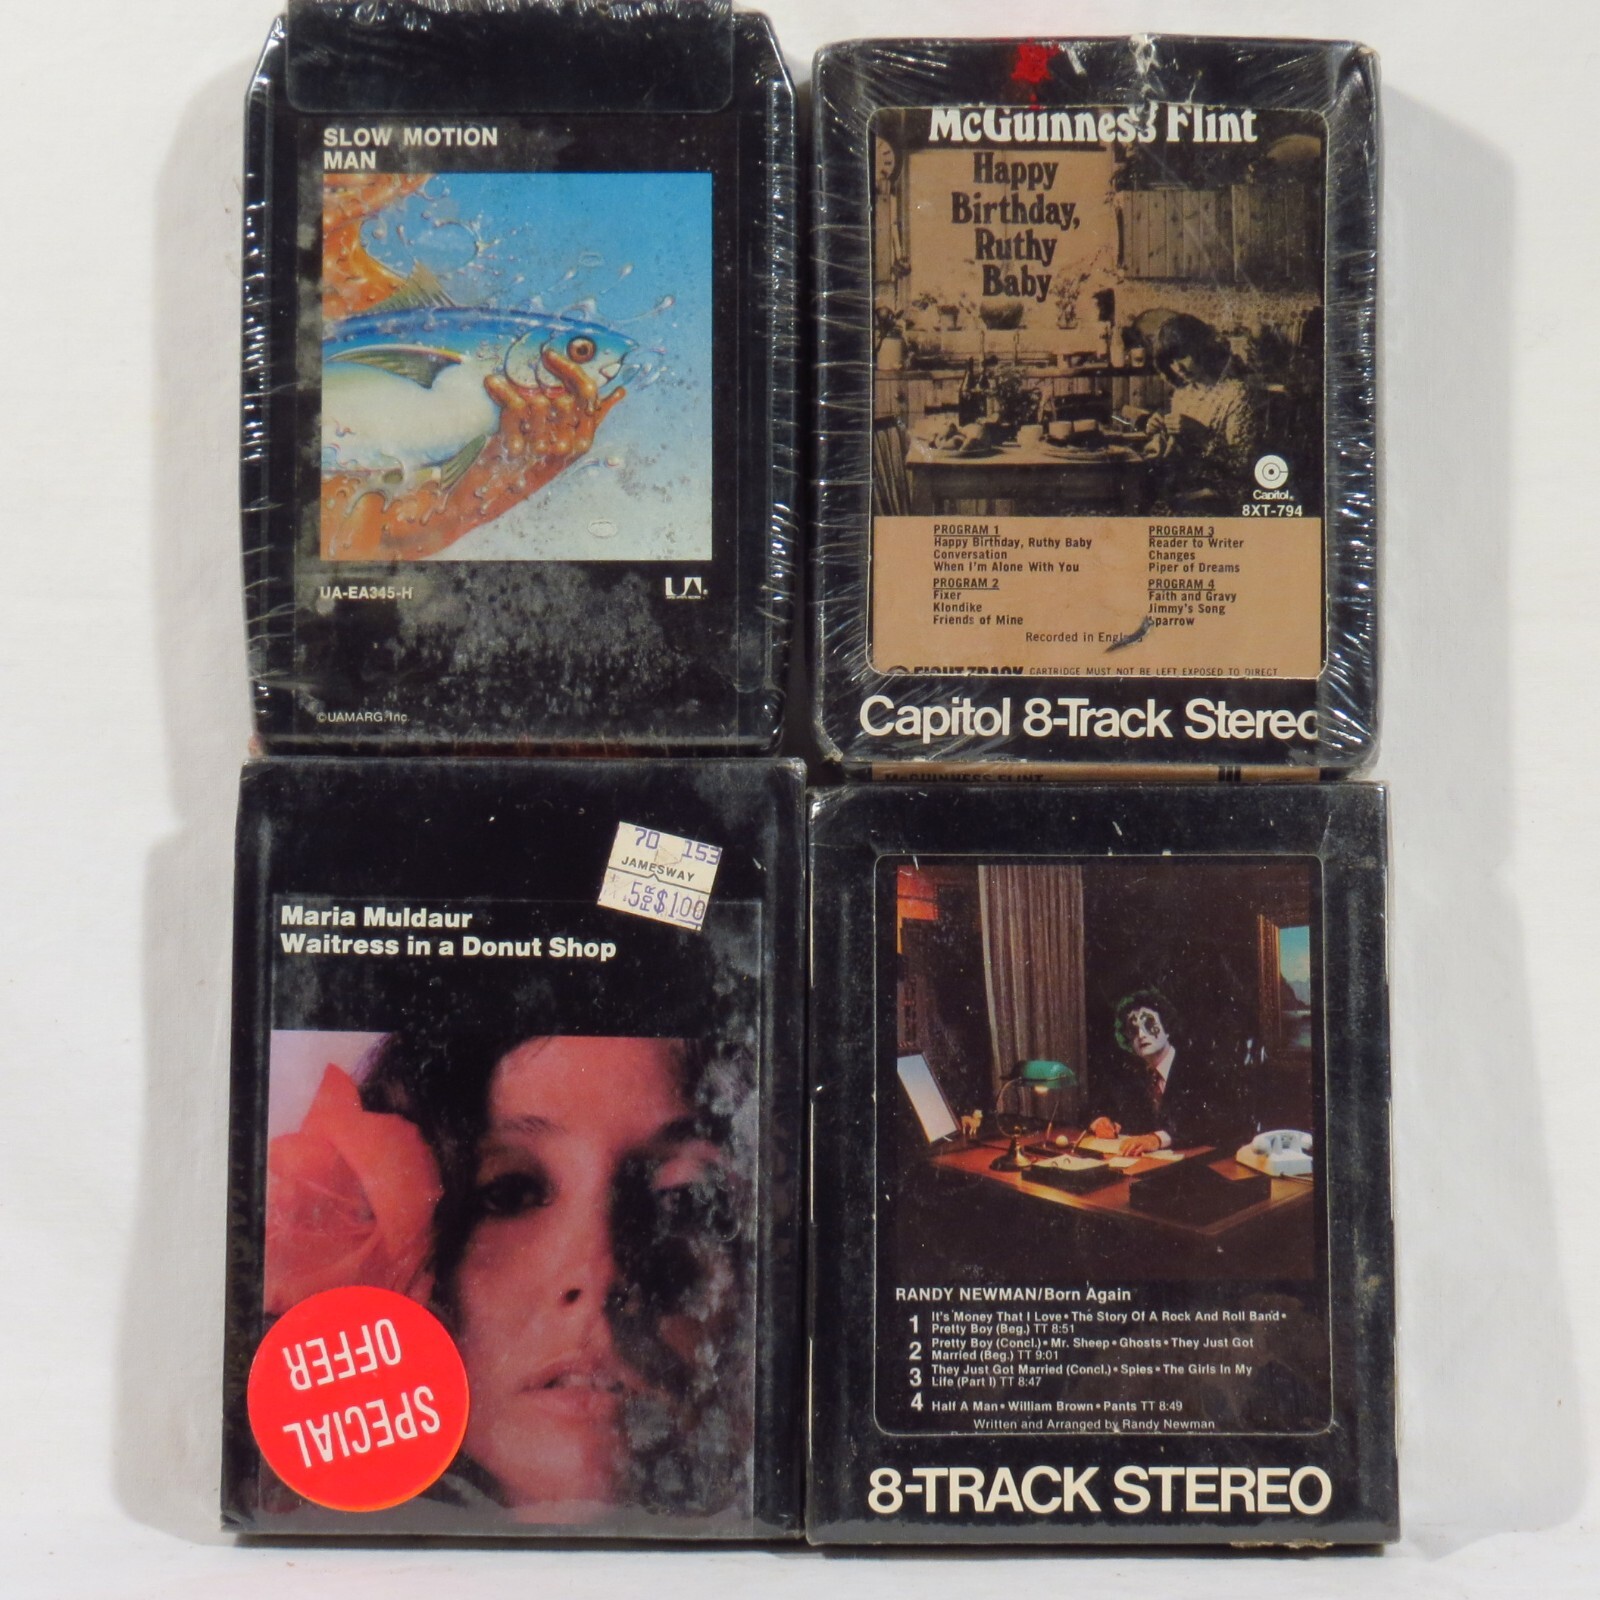 SLOW MOTION
MAN
UA-EA345-H
UA
©UAMARG, Inc.
McGuinness Flint
Happy
Birthday,
Ruthy
Baby
Capitol®
8XT-794
PROGRAM 1
Happy Birthday, Ruthy Baby
Conversation
When I'm Alone With You
PROGRAM 2
Fixer
Klondike
Friends of Mine
PROGRAM 3
Reader to Writer
Changes
Piper of Dreams
PROGRAM 4
Faith and Gravy
Jimmy's Song
Sparrow
Recorded in England
EIGHT TRACK CARTRIDGE MUST NOT BE LEFT EXPOSED TO DIRECT
Capitol 8-Track Stereo
McGUINNESS FLINT
70 153
JAMESWAY
5 FOR $1.00
Maria Muldaur
Waitress in a Donut Shop
SPECIAL
OFFER
RANDY NEWMAN/Born Again
1 It's Money That I Love • The Story Of A Rock And Roll Band •
Pretty Boy (Beg.) TT 8:51
2 Pretty Boy (Concl.) • Mr. Sheep • Ghosts • They Just Got
Married (Beg.) TT 9:01
3 They Just Got Married (Concl.) • Spies • The Girls In My
Life (Part I) TT 8:47
4 Half A Man • William Brown • Pants TT 8:49
Written and Arranged by Randy Newman
8-TRACK STEREO